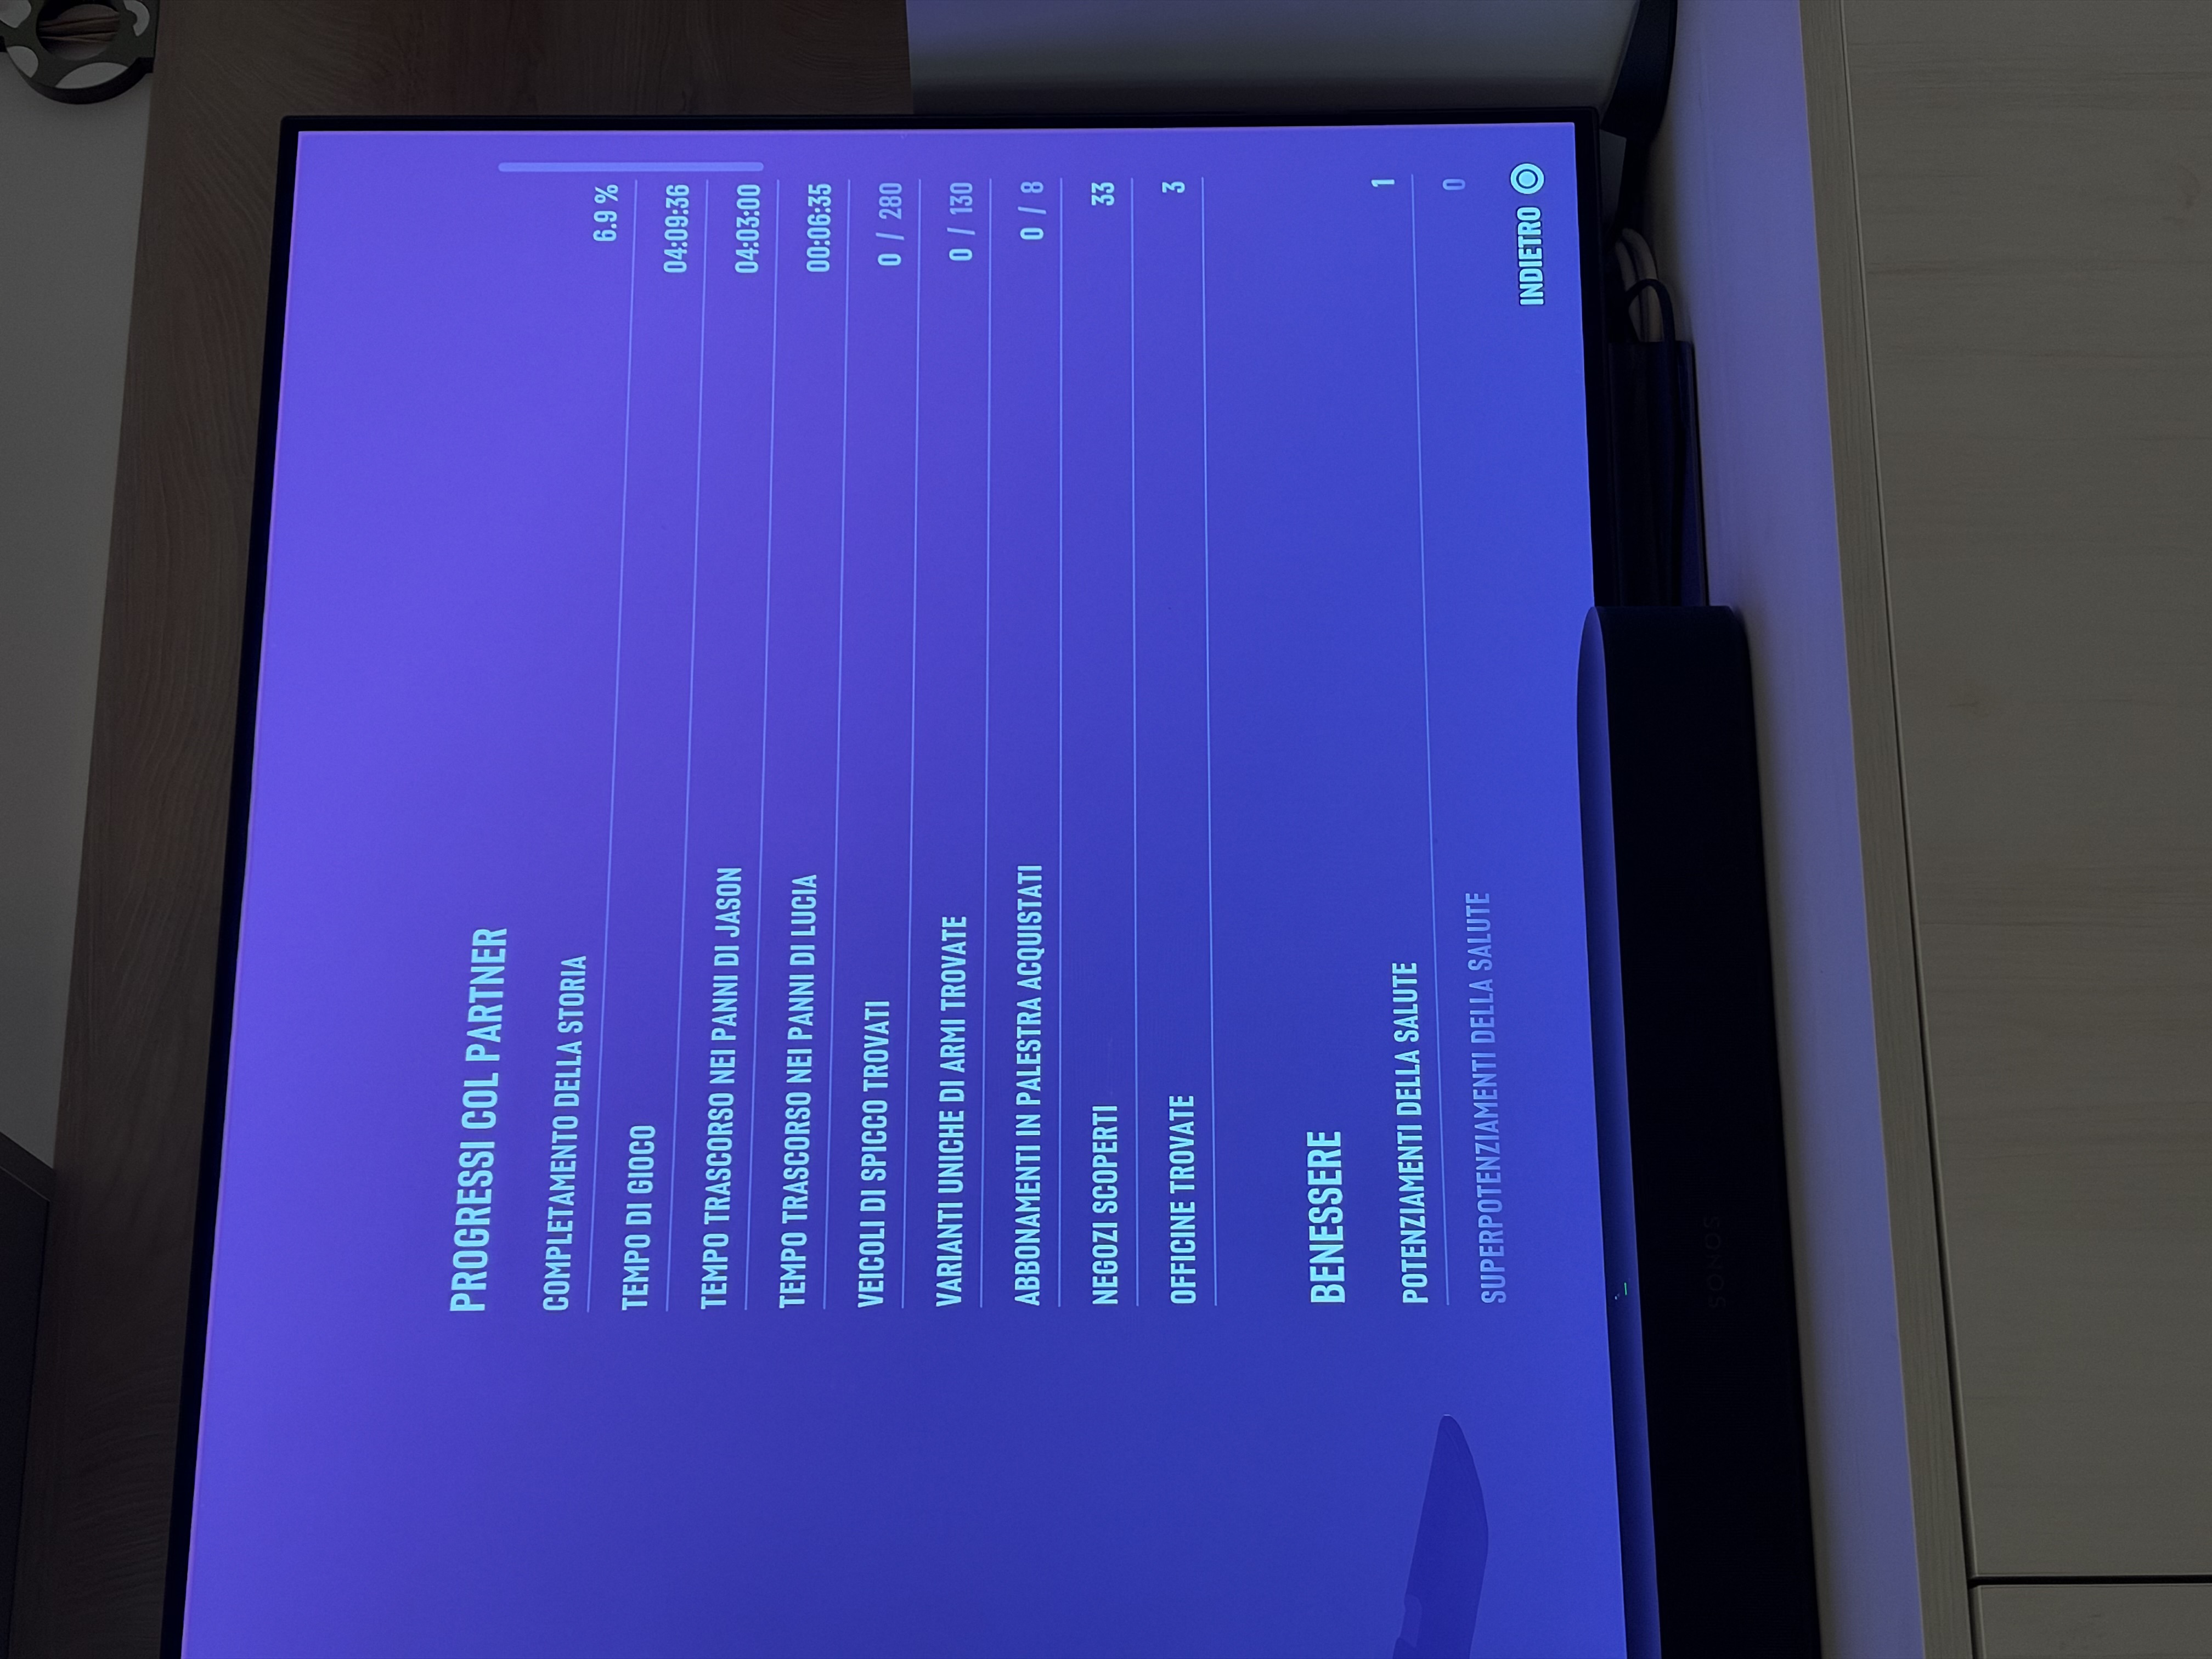 PROGRESSI COL PARTNER
COMPLETAMENTO DELLA STORIA 6.9 %
TEMPO DI GIOCO 04:09:36
TEMPO TRASCORSO NEI PANNI DI JASON 04:03:00
TEMPO TRASCORSO NEI PANNI DI LUCIA 00:06:35
VEICOLI DI SPICCO TROVATI 0 / 280
VARIANTI UNICHE DI ARMI TROVATE 0 / 130
ABBONAMENTI IN PALESTRA ACQUISTATI 0 / 8
NEGOZI SCOPERTI 33
OFFICINE TROVATE 3
BENESSERE
POTENZIAMENTI DELLA SALUTE 1
SUPERPOTENZIAMENTI DELLA SALUTE 0
INDIETRO
SONOS